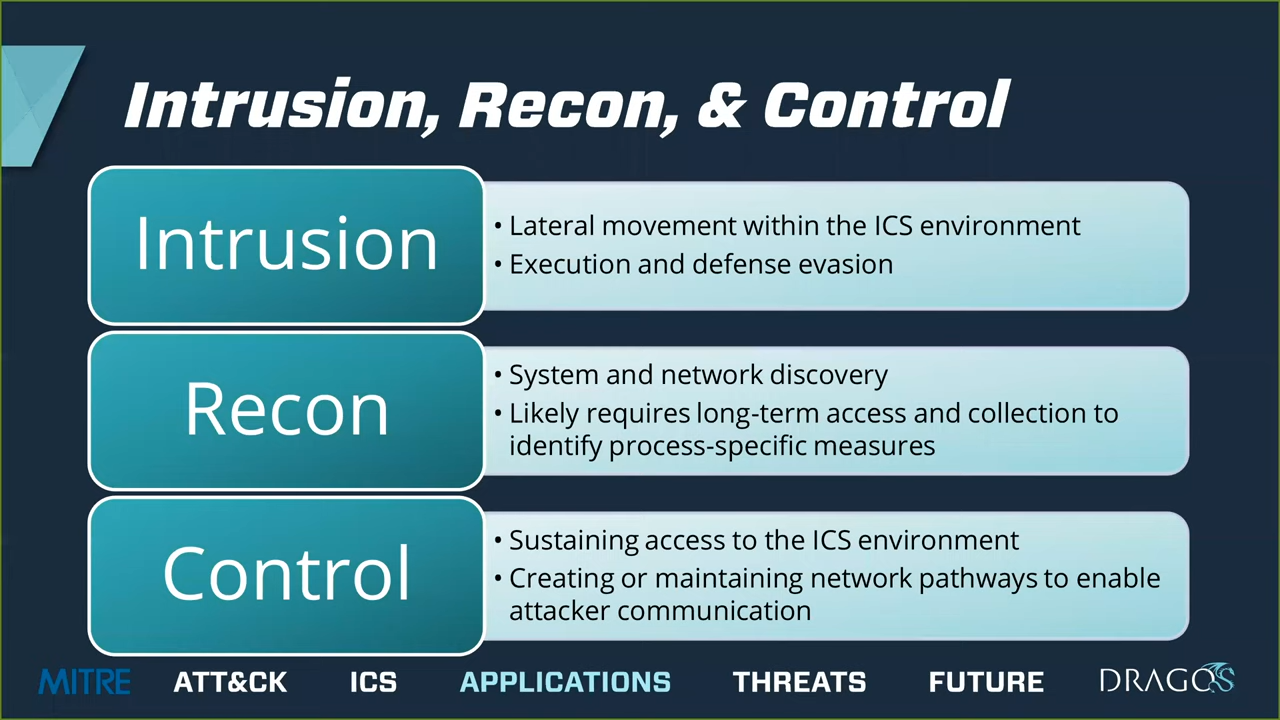 Intrusion, Recon, & Control
Intrusion
• Lateral movement within the ICS environment
• Execution and defense evasion
Recon
• System and network discovery
• Likely requires long-term access and collection to
identify process-specific measures
Control
• Sustaining access to the ICS environment
• Creating or maintaining network pathways to enable
attacker communication
MITRE ATT&CK ICS APPLICATIONS THREATS FUTURE DRAGOS